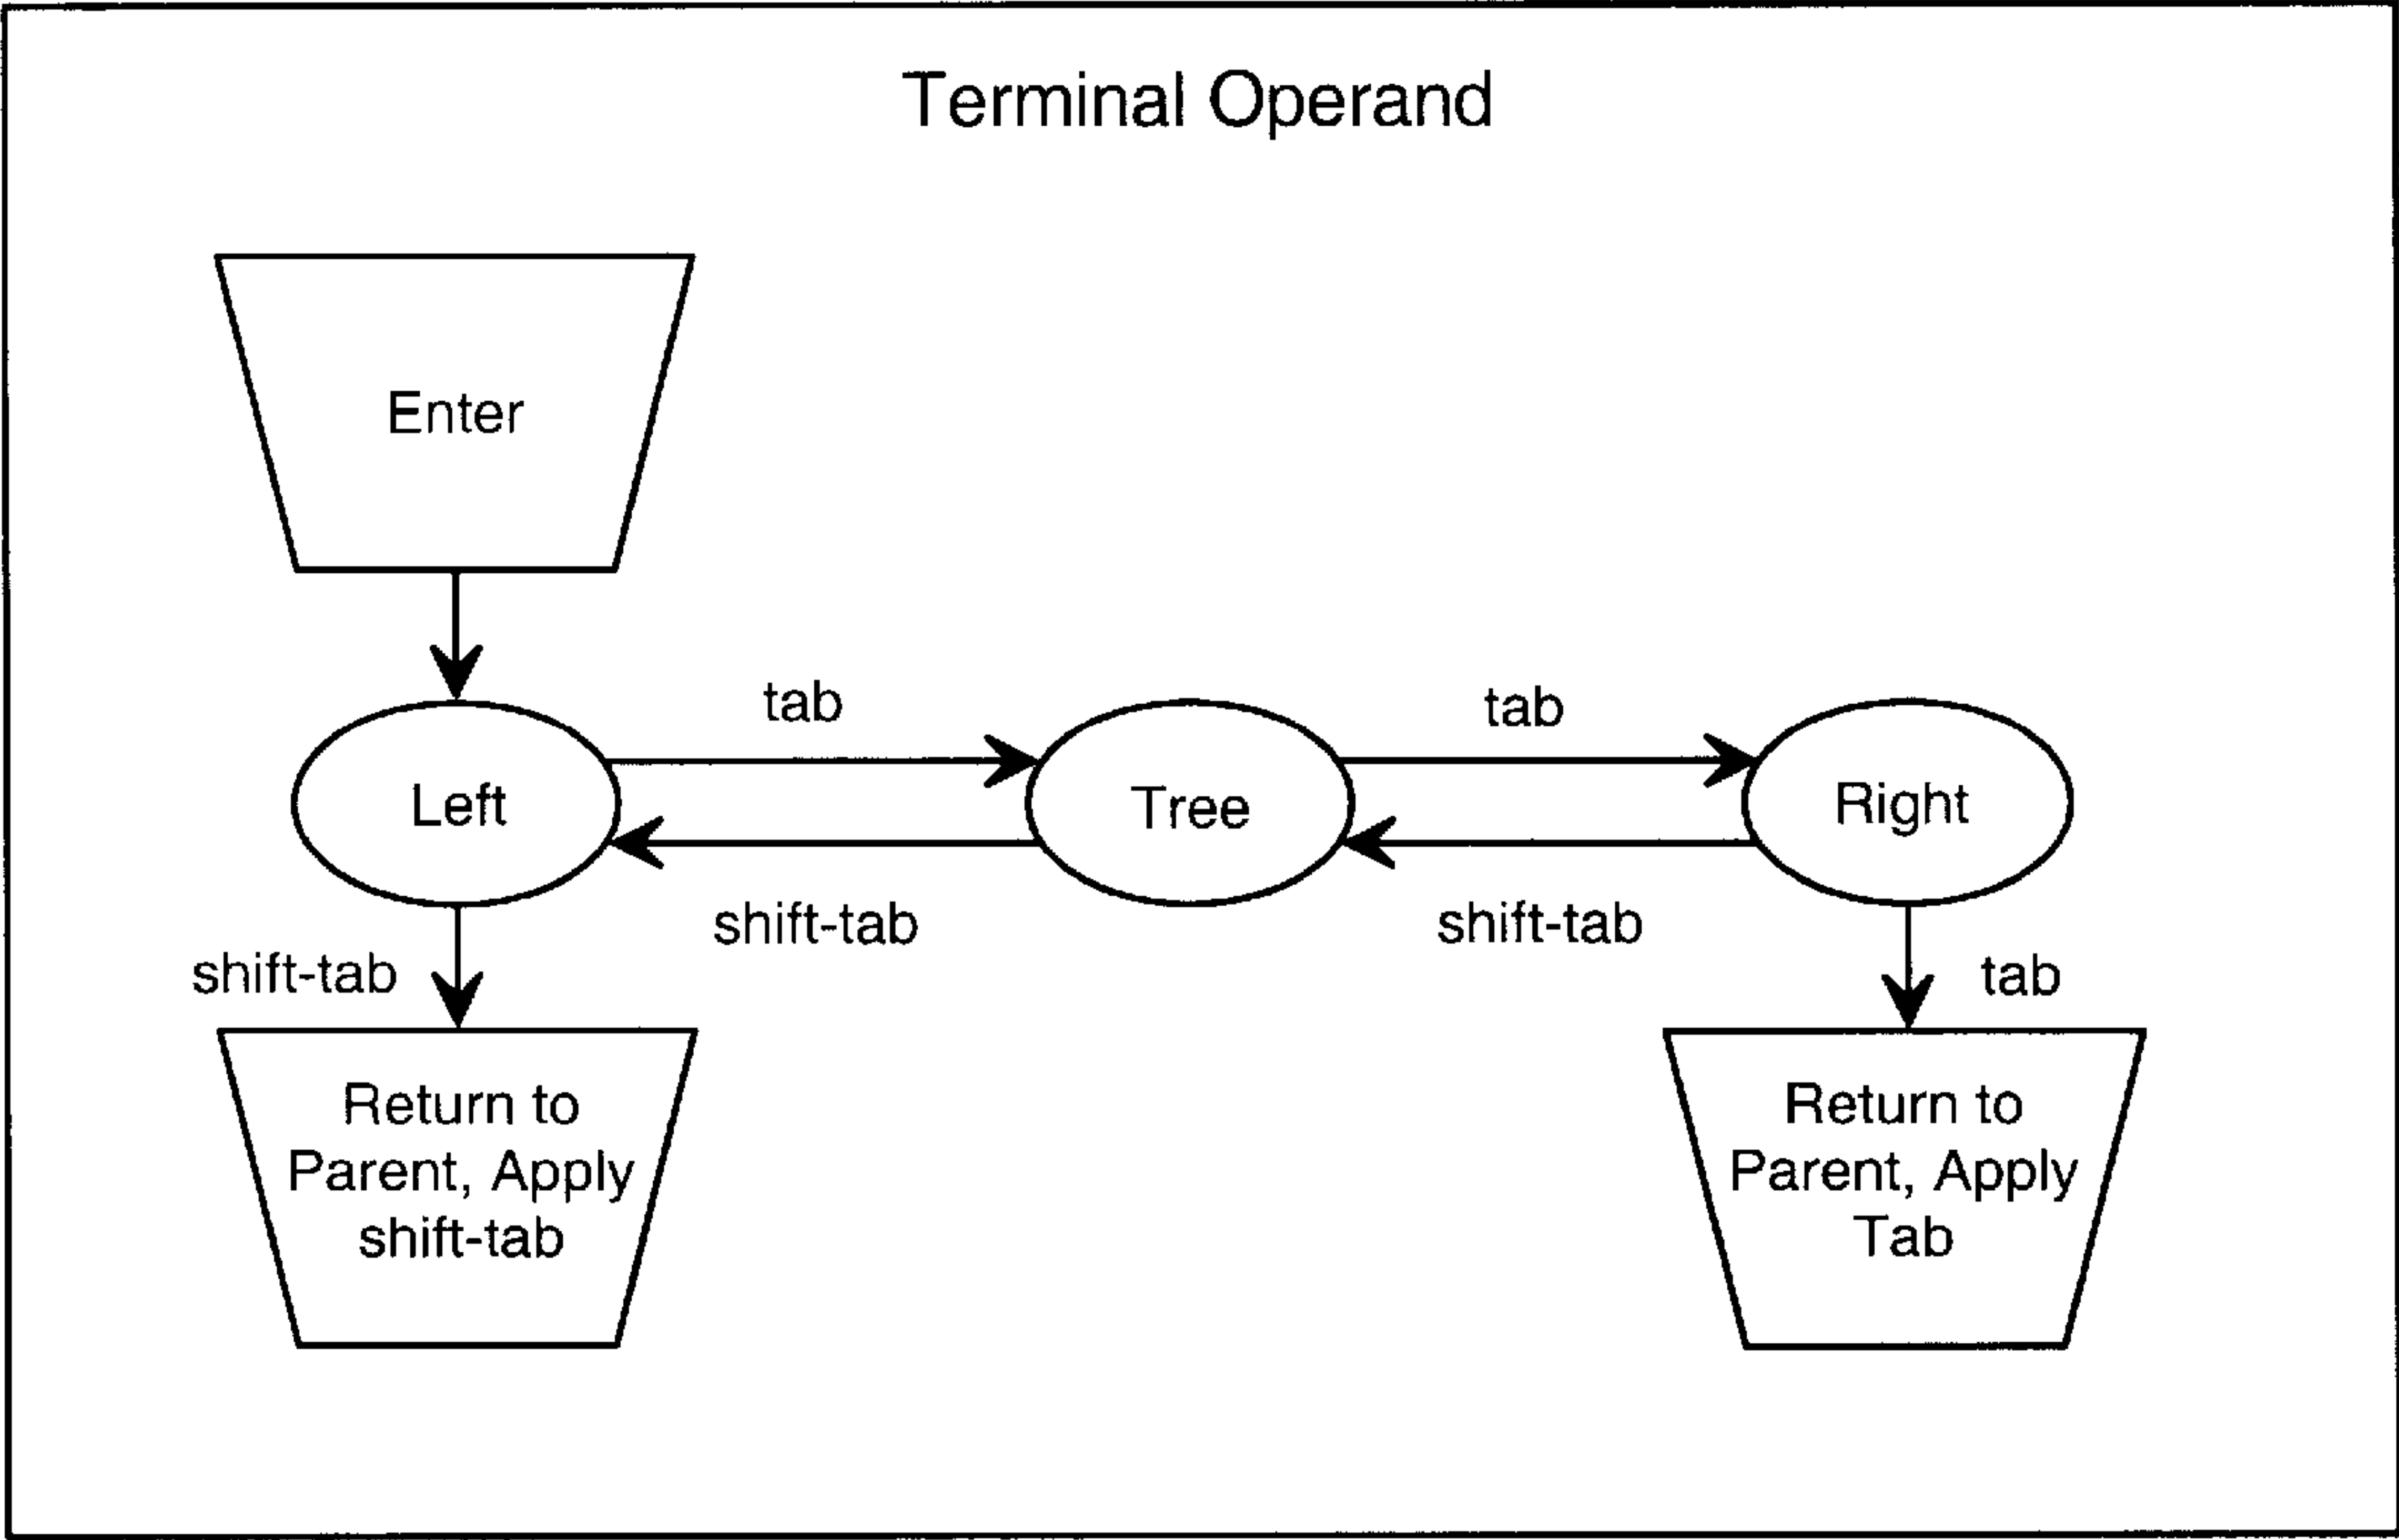 Terminal Operand
Enter
tab
tab
Left
Tree
Right
shift-tab
shift-tab
shift-tab
tab
Return to
Parent, Apply
shift-tab
Return to
Parent, Apply
Tab